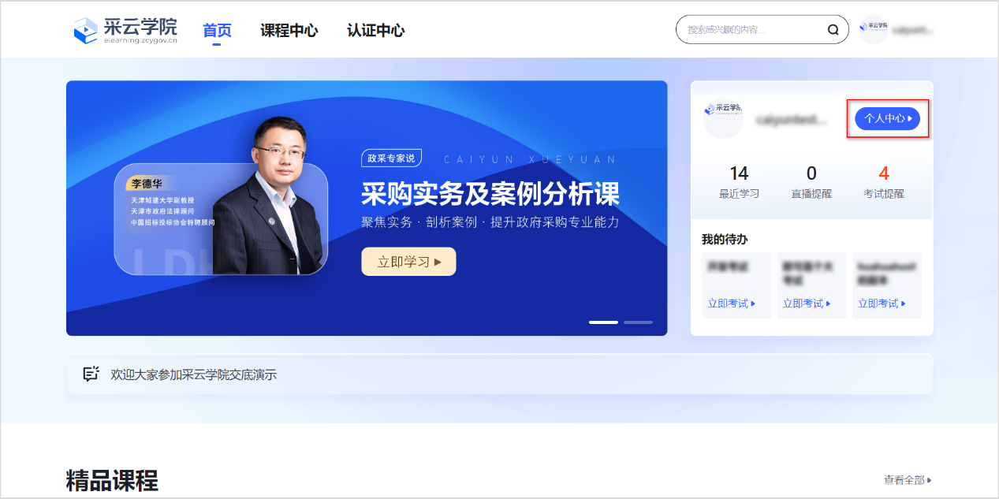 采云学院
elearning.zcygov.cn
首页
课程中心
认证中心
搜索感兴趣的内容...
采云学院
政采专家说
CAIYUN XUEYUAN
采购实务及案例分析课
聚焦实务 · 剖析案例 · 提升政府采购专业能力
立即学习
李德华
天津城建大学副教授
天津市政府法律顾问
中国招标投标协会特聘顾问
LDH
采云学院
个人中心
14
最近学习
0
直播提醒
4
考试提醒
我的待办
立即考试
立即考试
立即考试
欢迎大家参加采云学院交底演示
精品课程
查看全部